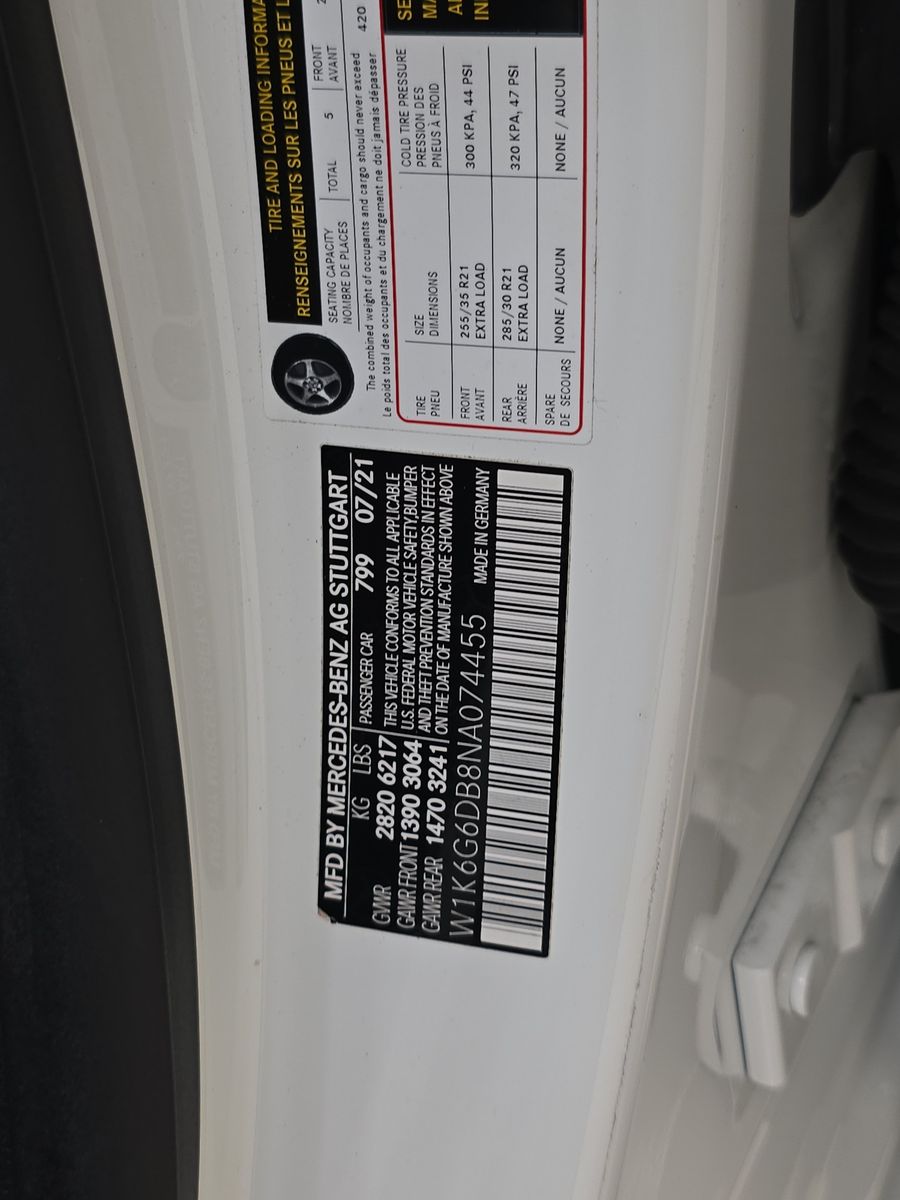 MFD BY MERCEDES-BENZ AG STUTTGART
KG LBS PASSENGER CAR 799 07/21
GVWR 2820 6217 THIS VEHICLE CONFORMS TO ALL APPLICABLE
GAWR FRONT 1390 3064 U.S. FEDERAL MOTOR VEHICLE SAFETY, BUMPER
GAWR REAR 1470 3241 AND THEFT PREVENTION STANDARDS IN EFFECT
ON THE DATE OF MANUFACTURE SHOWN ABOVE
W1K6G6DB8NA074455 MADE IN GERMANY
TIRE AND LOADING INFORMA
RENSEIGNEMENTS SUR LES PNEUS ET L
SEATING CAPACITY
NOMBRE DE PLACES
TOTAL 5
FRONT
AVANT
2
The combined weight of occupants and cargo should never exceed 420
Le poids total des occupants et du chargement ne doit jamais dépasser
TIRE
PNEU
SIZE
DIMENSIONS
COLD TIRE PRESSURE
PRESSION DES
PNEUS À FROID
FRONT
AVANT
255/35 R21
EXTRA LOAD
300 KPA, 44 PSI
REAR
ARRIÈRE
285/30 R21
EXTRA LOAD
320 KPA, 47 PSI
SPARE
DE SECOURS
NONE / AUCUN
NONE / AUCUN
SE
MA
A
IN